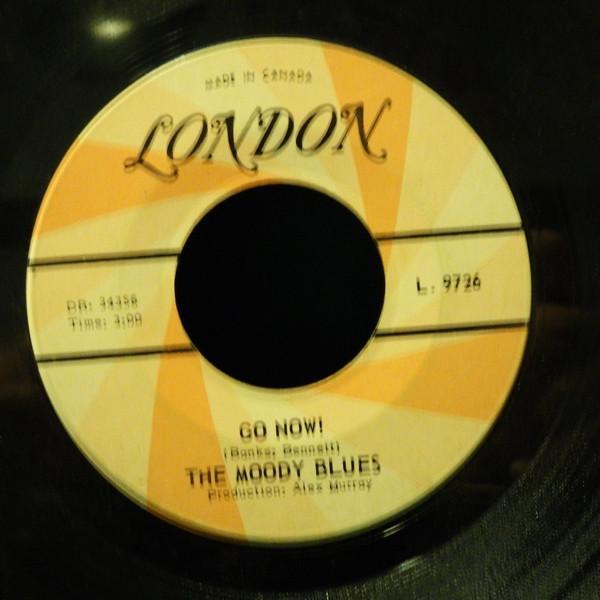 MADE IN CANADA
LONDON
DR: 34356
Time: 3:00
L. 9726
GO NOW!
(Banks; Bennett)
THE MOODY BLUES
Production: Alex Murray